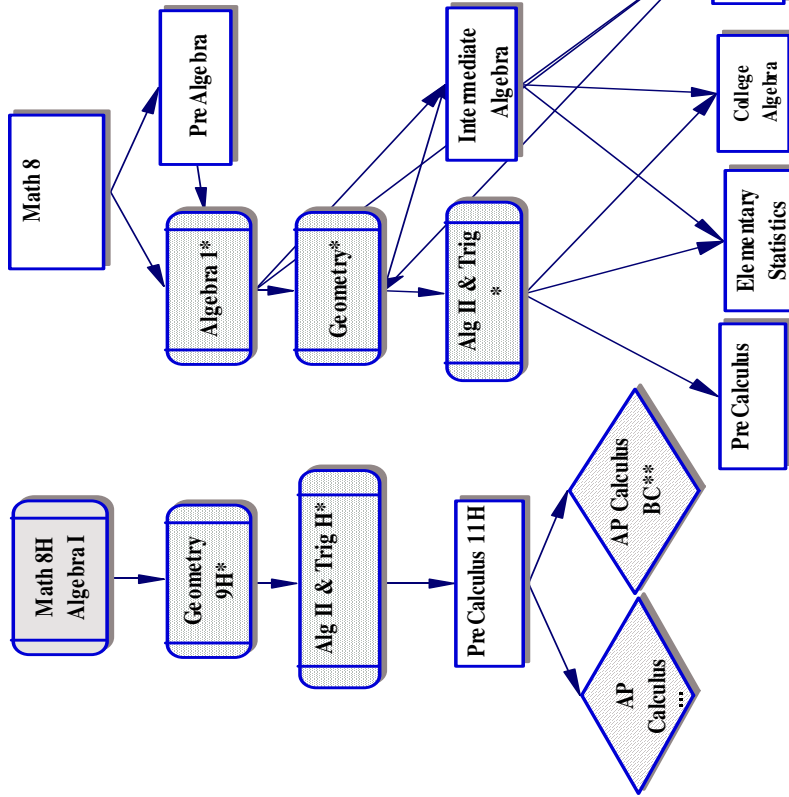 Math 8
Pre Algebra
Algebra 1*
Geometry*
Intermediate
Algebra
Alg II & Trig
*
College
Algebra
Elementary
Statistics
Pre Calculus
Math 8H
Algebra I
Geometry
9H*
Alg II & Trig H*
Pre Calculus 11H
AP Calculus
BC**
AP
Calculus
...